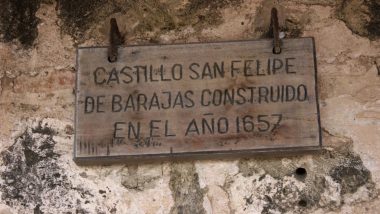 CASTILLO SAN FELIPE
DE BARAJAS CONSTRUIDO
EN EL AÑO 1657